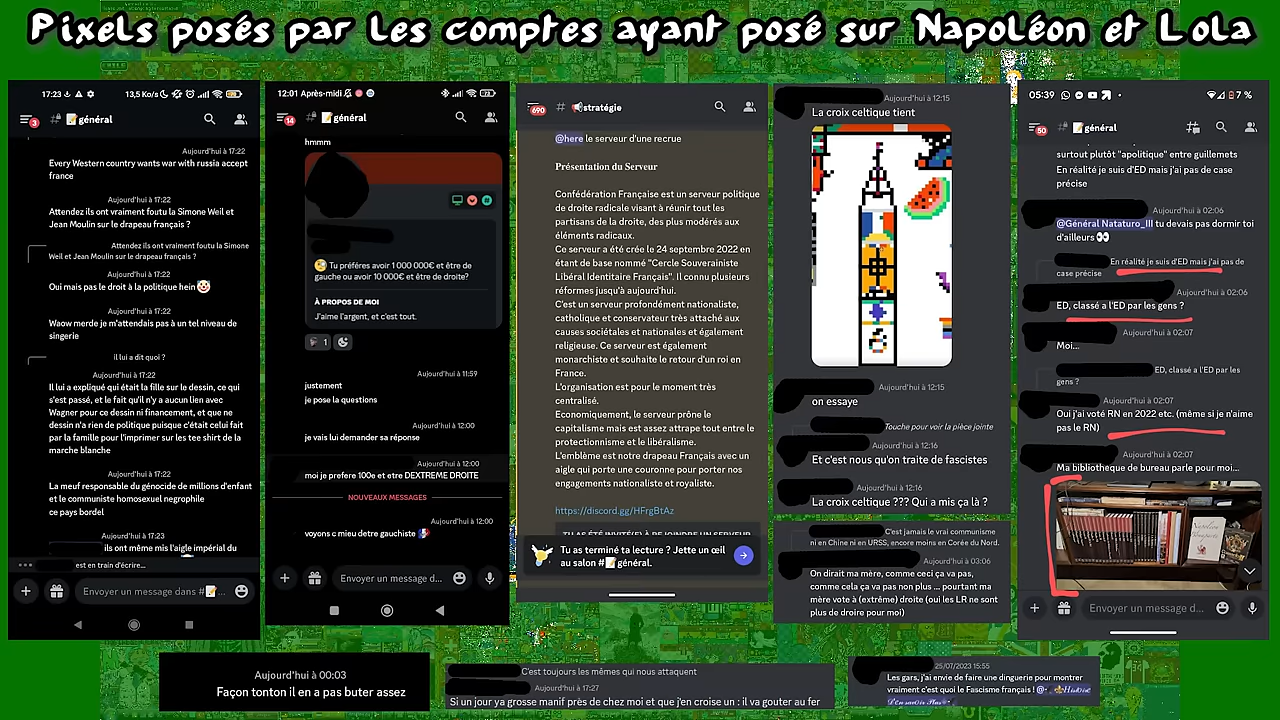 Pixels posés par les comptes ayant posé sur Napoléon et Lola
17:23
13,5 Ko/s
3
# 📝général
Aujourd'hui à 17:22
Every Western country wants war with russia accept
france
Aujourd'hui à 17:22
Attendez ils ont vraiment foutu la Simone Weil et
Jean Moulin sur le drapeau français ?
Attendez ils ont vraiment foutu la Simone
Weil et Jean Moulin sur le drapeau français ?
Aujourd'hui à 17:22
Oui mais pas le droit à la politique hein 🤡
Aujourd'hui à 17:22
Waow merde je m'attendais pas à un tel niveau de
singerie
il lui a dit quoi ?
Aujourd'hui à 17:22
Il lui a expliqué qui était la fille sur le dessin, ce qui
s'est passé, et le fait qu'il n'a aucun lien avec
Wagner pour ce dessin ni financement, et que ne
dessin n'a rien de politique puisque c'était celui fait
par la famille pour l'imprimer sur les tee shirt de la
marche blanche
Aujourd'hui à 17:22
La meuf responsable du génocide de millions d'enfant
et le communiste homosexuel negrophile
ce pays bordel
Aujourd'hui à 17:23
ils ont même mis l'aigle impérial du
est en train d'écrire...
Envoyer un message dans #📝...
12:01 Après-midi
72
14
# 📝général
hmmm
🧐 Tu préfères avoir 1 000 000€ et être de
gauche ou avoir 10 000€ et être de droite?
À PROPOS DE MOI
J'aime l'argent, et c'est tout.
1
Aujourd'hui à 11:59
justement
je pose la questions
Aujourd'hui à 12:00
je vais lui demander sa réponse
Aujourd'hui à 12:00
moi je prefere 100e et etre DEXTREME DROITE
NOUVEAUX MESSAGES
Aujourd'hui à 12:00
voyons c mieu detre gauchiste
Envoyer un message d...
690
# 📢stratégie
@here le serveur d'une recrue
Présentation du Serveur
Confédération Française est un serveur politique
de droite radicale visant à réunir tout les
partisans de la droite, des plus modérés aux
éléments radicaux.
Ce serveur a été crée le 24 septembre 2022 en
étant de base nommé "Cercle Souverainiste
Libéral Identitaire Français". Il connu plusieurs
réformes jusqu'à aujourd'hui.
C'est un serveur profondément nationaliste,
catholique et conservateur très attaché aux
causes sociétales et nationales et également
religieuse. Ce serveur est également
monarchiste et souhaite le retour d'un roi en
France.
L'organisation est pour le moment très
centralisé.
Economiquement, le serveur prône le
capitalisme mais est assez attrape tout entre le
protectionnisme et le libéralisme.
L'emblème est notre drapeau Français avec un
aigle qui porte une couronne pour porter nos
engagements nationaliste et royaliste.
https://discord.gg/HFrgBtAz
TU AS ÉTÉ INVITÉ(E) À REJOINDRE UN SERVEUR
Tu as terminé ta lecture ? Jette un œil
au salon #📝général.
Aujourd'hui à 12:15
La croix celtique tient
Aujourd'hui à 12:15
on essaye
Touche pour voir la pièce jointe
Aujourd'hui à 12:16
Et c'est nous qu'on traite de fascistes
Aujourd'hui à 12:16
La croix celtique ??? Qui a mis ça là ?
C'est jamais le vrai communisme
ni en Chine ni en URSS, encore moins en Corée du Nord.
Aujourd'hui à 03:06
On dirait ma mère, comme ceci ça va pas,
comme cela ça va pas non plus ... pourtant ma
mère vote à (extrême) droite (oui les LR ne sont
plus de droite pour moi)
05:39
7 %
50
# 📝général
surtout plutôt "apolitique" entre guillemets
En réalité je suis d'ED mais j'ai pas de case
précise
Aujourd'hui à 02:06
@Général Nataturo_III tu devais pas dormir toi
d'ailleurs 👀
En réalité je suis d'ED mais j'ai pas de
case précise
Aujourd'hui à 02:06
ED, classé a l'ED par les gens ?
Aujourd'hui à 02:07
Moi...
ED, classé a l'ED par les
gens ?
Aujourd'hui à 02:07
Oui j'ai voté RN en 2022 etc. (même si je n'aime
pas le RN)
Aujourd'hui à 02:07
Ma bibliotheque de bureau parle pour moi...
Napoléon
Bonaparte
Envoyer un message d...
Aujourd'hui à 00:03
Façon tonton il en a pas buter assez
C'est toujours les mêmes qui nous attaquent
Aujourd'hui à 17:27
Si un jour ya grosse manif près de chez moi et que j'en croise un : il va gouter au fer
25/07/2023 15:55
Les gars, j'ai envie de faire une dinguerie pour montrer
vraiment c'est quoi le Fascisme français !